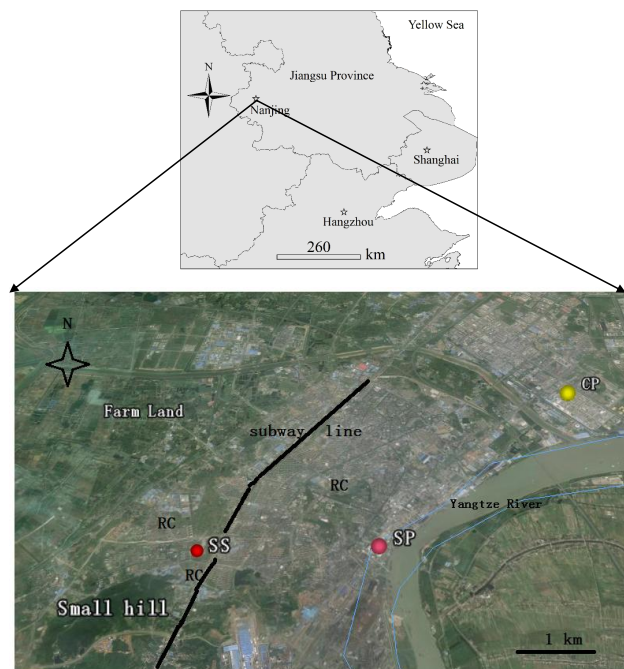 Yellow Sea
N
Jiangsu Province
Nanjing
Shanghai
Hangzhou
260
km
N
CP
Farm Land
subway line
RC
Yangtze River
RC
SS
SP
RC
Small hill
1 km